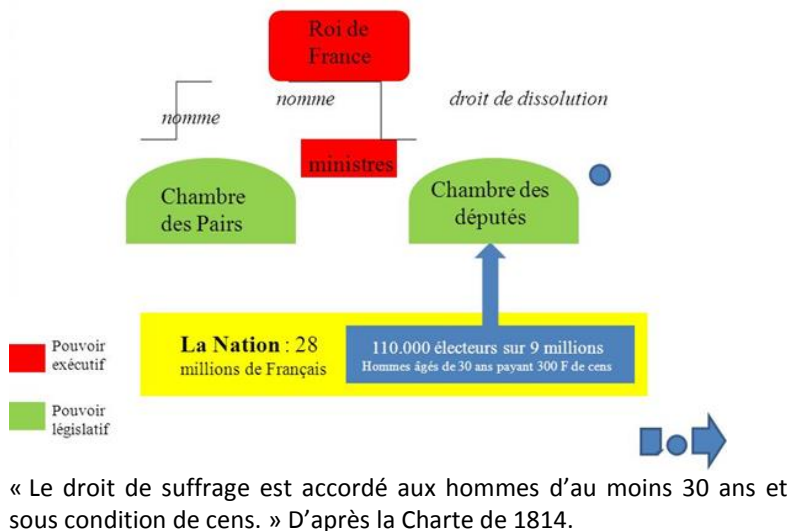 Roi de
France
nomme
nomme
droit de dissolution
ministres
Chambre
des Pairs
Chambre des
députés
La Nation : 28
millions de Français
110.000 électeurs sur 9 millions
Hommes âgés de 30 ans payant 300 F de cens
Pouvoir
exécutif
Pouvoir
législatif
« Le droit de suffrage est accordé aux hommes d’au moins 30 ans et
sous condition de cens. » D’après la Charte de 1814.